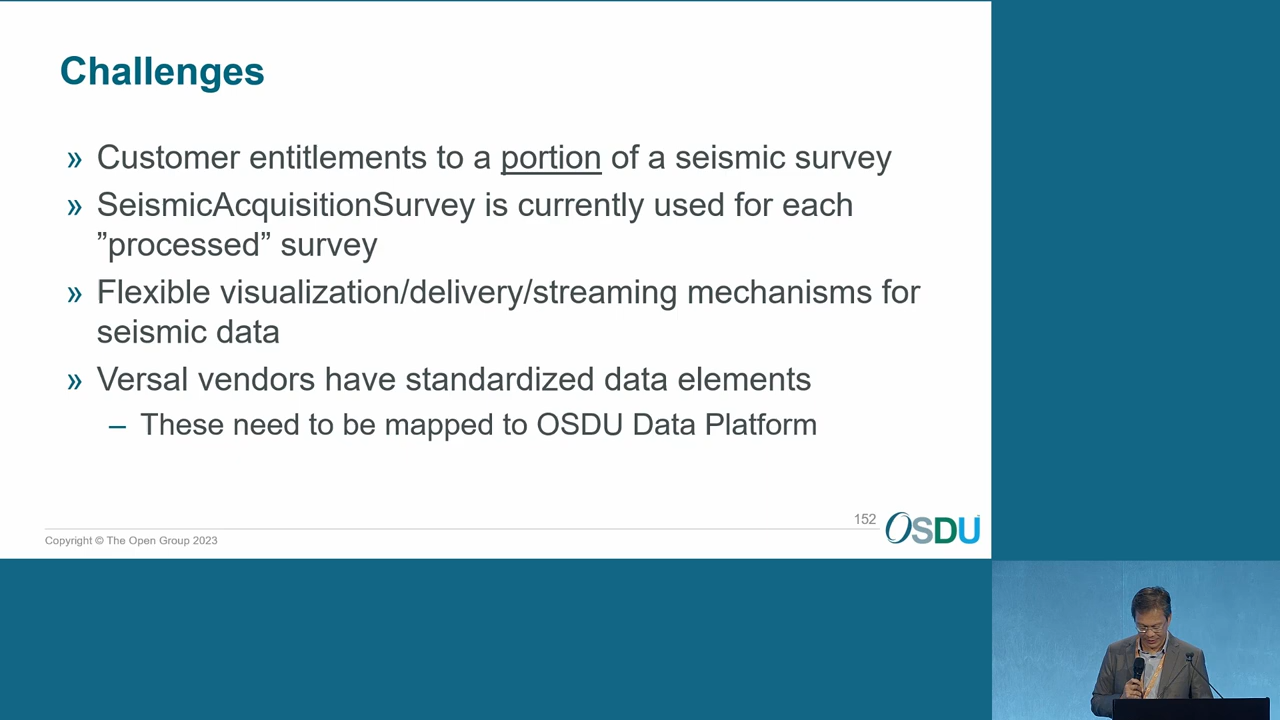 Challenges
» Customer entitlements to a portion of a seismic survey
» SeismicAcquisitionSurvey is currently used for each
”processed” survey
» Flexible visualization/delivery/streaming mechanisms for
seismic data
» Versal vendors have standardized data elements
– These need to be mapped to OSDU Data Platform
152
OSDU
Copyright © The Open Group 2023